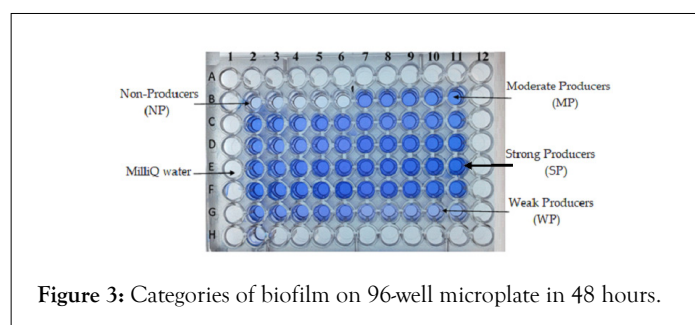 1 2 3 4 5 6 7 8 9 10 11 12
A
B
C
D
E
F
G
H
1
Non-Producers
(NP)
MilliQ water
Moderate Producers
(MP)
Strong Producers
(SP)
Weak Producers
(WP)
Figure 3: Categories of biofilm on 96-well microplate in 48 hours.